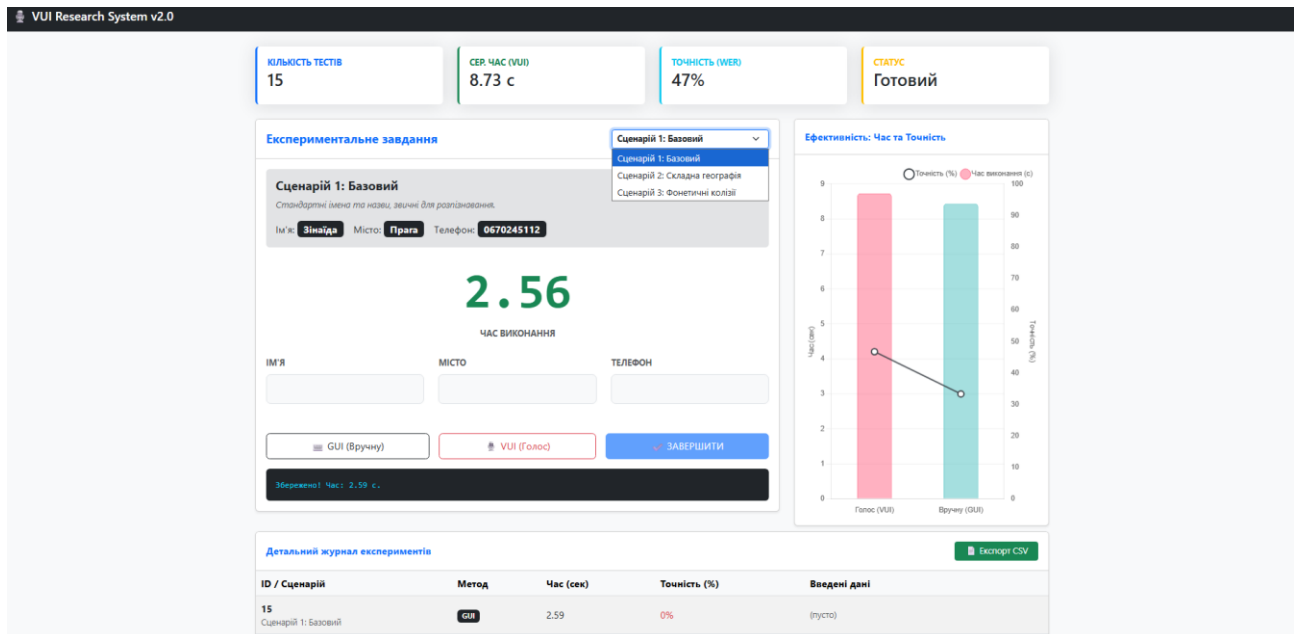 VUI Research System v2.0
КІЛЬКІСТЬ ТЕСТІВ
15
СЕР. ЧАС (VUI)
8.73 с
ТОЧНІСТЬ (WER)
47%
СТАТУС
Готовий
Експериментальне завдання
Сценарій 1: Базовий
Сценарій 1: Базовий
Сценарій 2: Складна географія
Сценарій 3: Фонетичні колізії
Сценарій 1: Базовий
Стандартні імена та назви, звичні для розпізнавання.
Ім'я: Зінаїда Місто: Прага Телефон: 0670245112
2.56
ЧАС ВИКОНАННЯ
ІМ'Я МІСТО ТЕЛЕФОН
GUI (Вручну) VUI (Голос) ЗАВЕРШИТИ
Збережено! Час: 2.59 с.
Ефективність: Час та Точність
Точність (%) Час виконання (с)
9 100
8 90
7 80
6 70
5 60
4 50
3 40
2 30
1 20
0 10
0
Час (сек)
Точність (%)
Голос (VUI) Вручну (GUI)
Детальний журнал експериментів
Експорт CSV
ID / Сценарій Метод Час (сек) Точність (%) Введені дані
15
Сценарій 1: Базовий
GUI 2.59 0% (пусто)